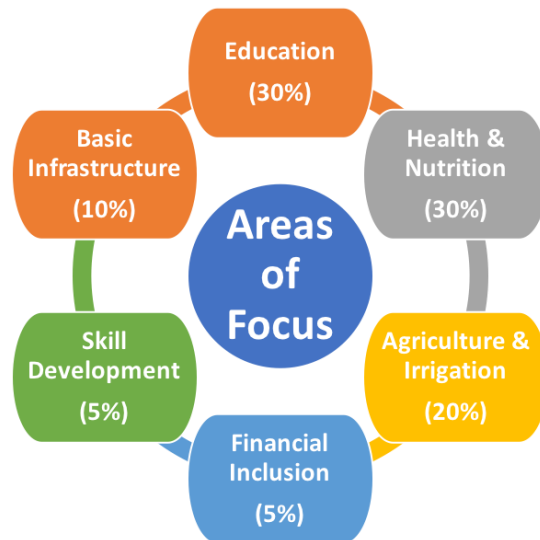 Education
(30%)
Health &
Nutrition
(30%)
Agriculture &
Irrigation
(20%)
Financial
Inclusion
(5%)
Skill
Development
(5%)
Basic
Infrastructure
(10%)
Areas
of
Focus